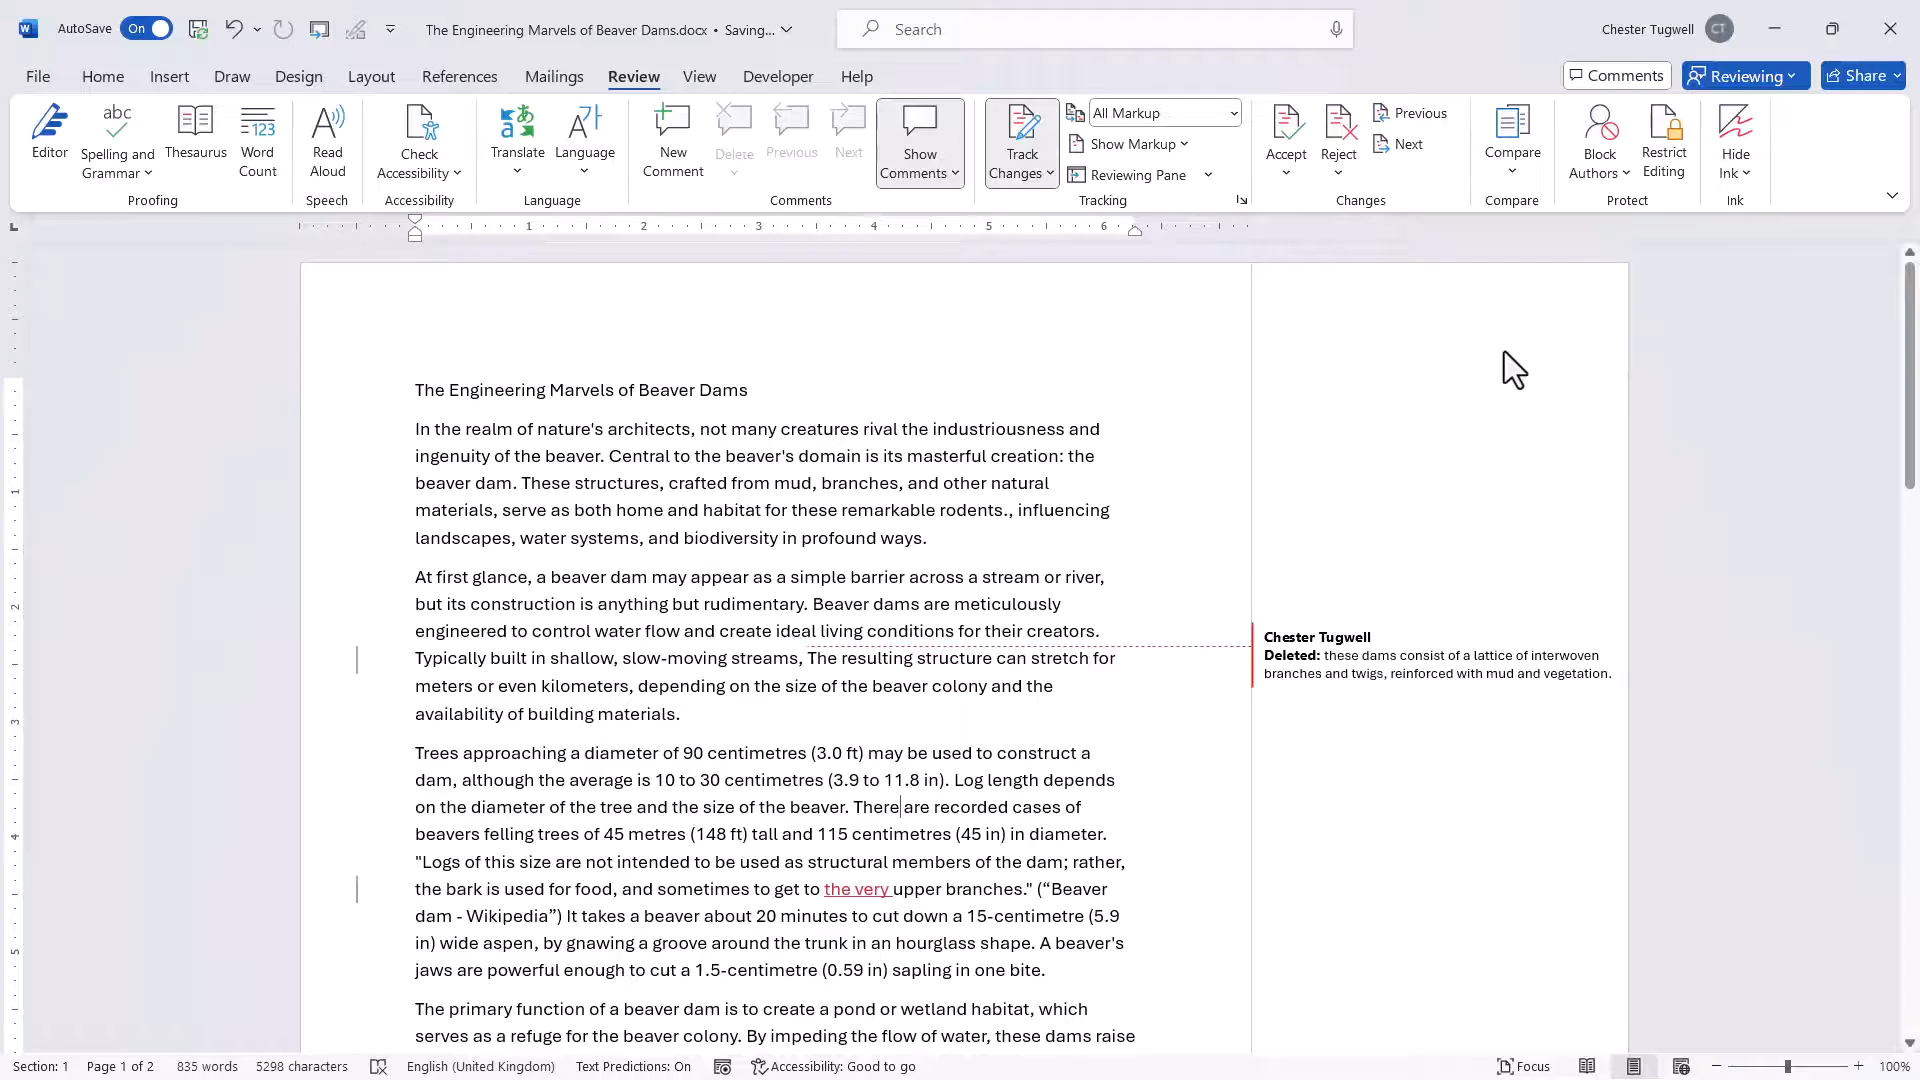 AutoSave On The Engineering Marvels of Beaver Dams.docx • Saving... Search Chester Tugwell CT
File Home Insert Draw Design Layout References Mailings Review View Developer Help Comments Reviewing Share
Editor
Spelling and Grammar
Thesaurus
Word Count
Proofing
Read Aloud
Speech
Check Accessibility
Accessibility
Translate
Language
Language
New Comment
Delete
Previous
Next
Show Comments
Comments
Track Changes
All Markup
Show Markup
Reviewing Pane
Tracking
Accept
Reject
Previous
Next
Changes
Compare
Compare
Block Authors
Restrict Editing
Protect
Hide Ink
Ink
1 2 3 4 5 6
The Engineering Marvels of Beaver Dams
In the realm of nature's architects, not many creatures rival the industriousness and
ingenuity of the beaver. Central to the beaver's domain is its masterful creation: the
beaver dam. These structures, crafted from mud, branches, and other natural
materials, serve as both home and habitat for these remarkable rodents., influencing
landscapes, water systems, and biodiversity in profound ways.
At first glance, a beaver dam may appear as a simple barrier across a stream or river,
but its construction is anything but rudimentary. Beaver dams are meticulously
engineered to control water flow and create ideal living conditions for their creators.
Typically built in shallow, slow-moving streams, The resulting structure can stretch for
meters or even kilometers, depending on the size of the beaver colony and the
availability of building materials.
Chester Tugwell
Deleted: these dams consist of a lattice of interwoven
branches and twigs, reinforced with mud and vegetation.
Trees approaching a diameter of 90 centimetres (3.0 ft) may be used to construct a
dam, although the average is 10 to 30 centimetres (3.9 to 11.8 in). Log length depends
on the diameter of the tree and the size of the beaver. There are recorded cases of
beavers felling trees of 45 metres (148 ft) tall and 115 centimetres (45 in) in diameter.
"Logs of this size are not intended to be used as structural members of the dam; rather,
the bark is used for food, and sometimes to get to the very upper branches." (“Beaver
dam - Wikipedia”) It takes a beaver about 20 minutes to cut down a 15-centimetre (5.9
in) wide aspen, by gnawing a groove around the trunk in an hourglass shape. A beaver's
jaws are powerful enough to cut a 1.5-centimetre (0.59 in) sapling in one bite.
The primary function of a beaver dam is to create a pond or wetland habitat, which
serves as a refuge for the beaver colony. By impeding the flow of water, these dams raise
1
2
3
4
5
Section: 1 Page 1 of 2 835 words 5298 characters English (United Kingdom) Text Predictions: On Accessibility: Good to go Focus 100%